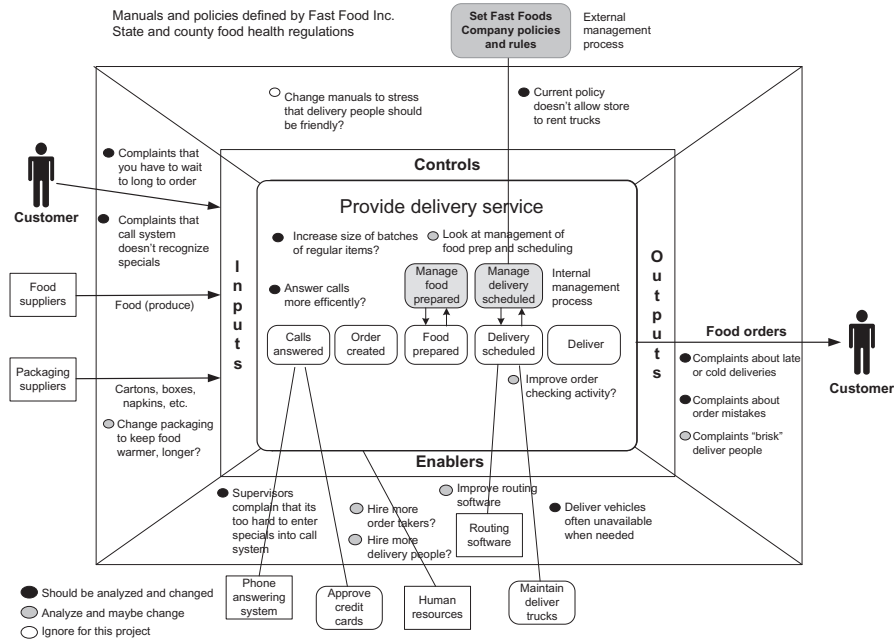 Manuals and policies defined by Fast Food Inc.
State and county food health regulations
Set Fast Foods
Company policies
and rules
External
management
process
Change manuals to stress
that delivery people should
be friendly?
Current policy
doesn't allow store
to rent trucks
Controls
Complaints that
you have to wait
to long to order
Customer
Complaints that
call system
doesn't recognize
specials
Food
suppliers
Food (produce)
Packaging
suppliers
Cartons, boxes,
napkins, etc.
Change packaging
to keep food
warmer, longer?
Inputs
Provide delivery service
Increase size of batches
of regular items?
Look at management of
food prep and scheduling
Answer calls
more efficently?
Manage
food
prepared
Manage
delivery
scheduled
Internal
management
process
Calls
answered
Order
created
Food
prepared
Delivery
scheduled
Deliver
Improve order
checking activity?
Outputs
Food orders
Customer
Complaints about late
or cold deliveries
Complaints about
order mistakes
Complaints "brisk"
deliver people
Enablers
Supervisors
complain that its
too hard to enter
specials into call
system
Hire more
order takers?
Hire more
delivery people?
Improve routing
software
Routing
software
Deliver vehicles
often unavailable
when needed
Phone
answering
system
Approve
credit
cards
Human
resources
Maintain
deliver
trucks
Should be analyzed and changed
Analyze and maybe change
Ignore for this project